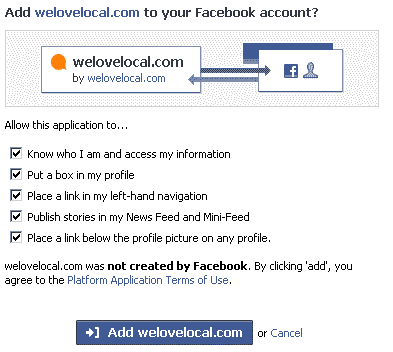 Add welovelocal.com to your Facebook account?
welovelocal.com
by welovelocal.com
f
Allow this application to...
Know who I am and access my information
Put a box in my profile
Place a link in my left-hand navigation
Publish stories in my News Feed and Mini-Feed
Place a link below the profile picture on any profile.
welovelocal.com was not created by Facebook. By clicking 'add', you
agree to the Platform Application Terms of Use.
Add welovelocal.com or Cancel